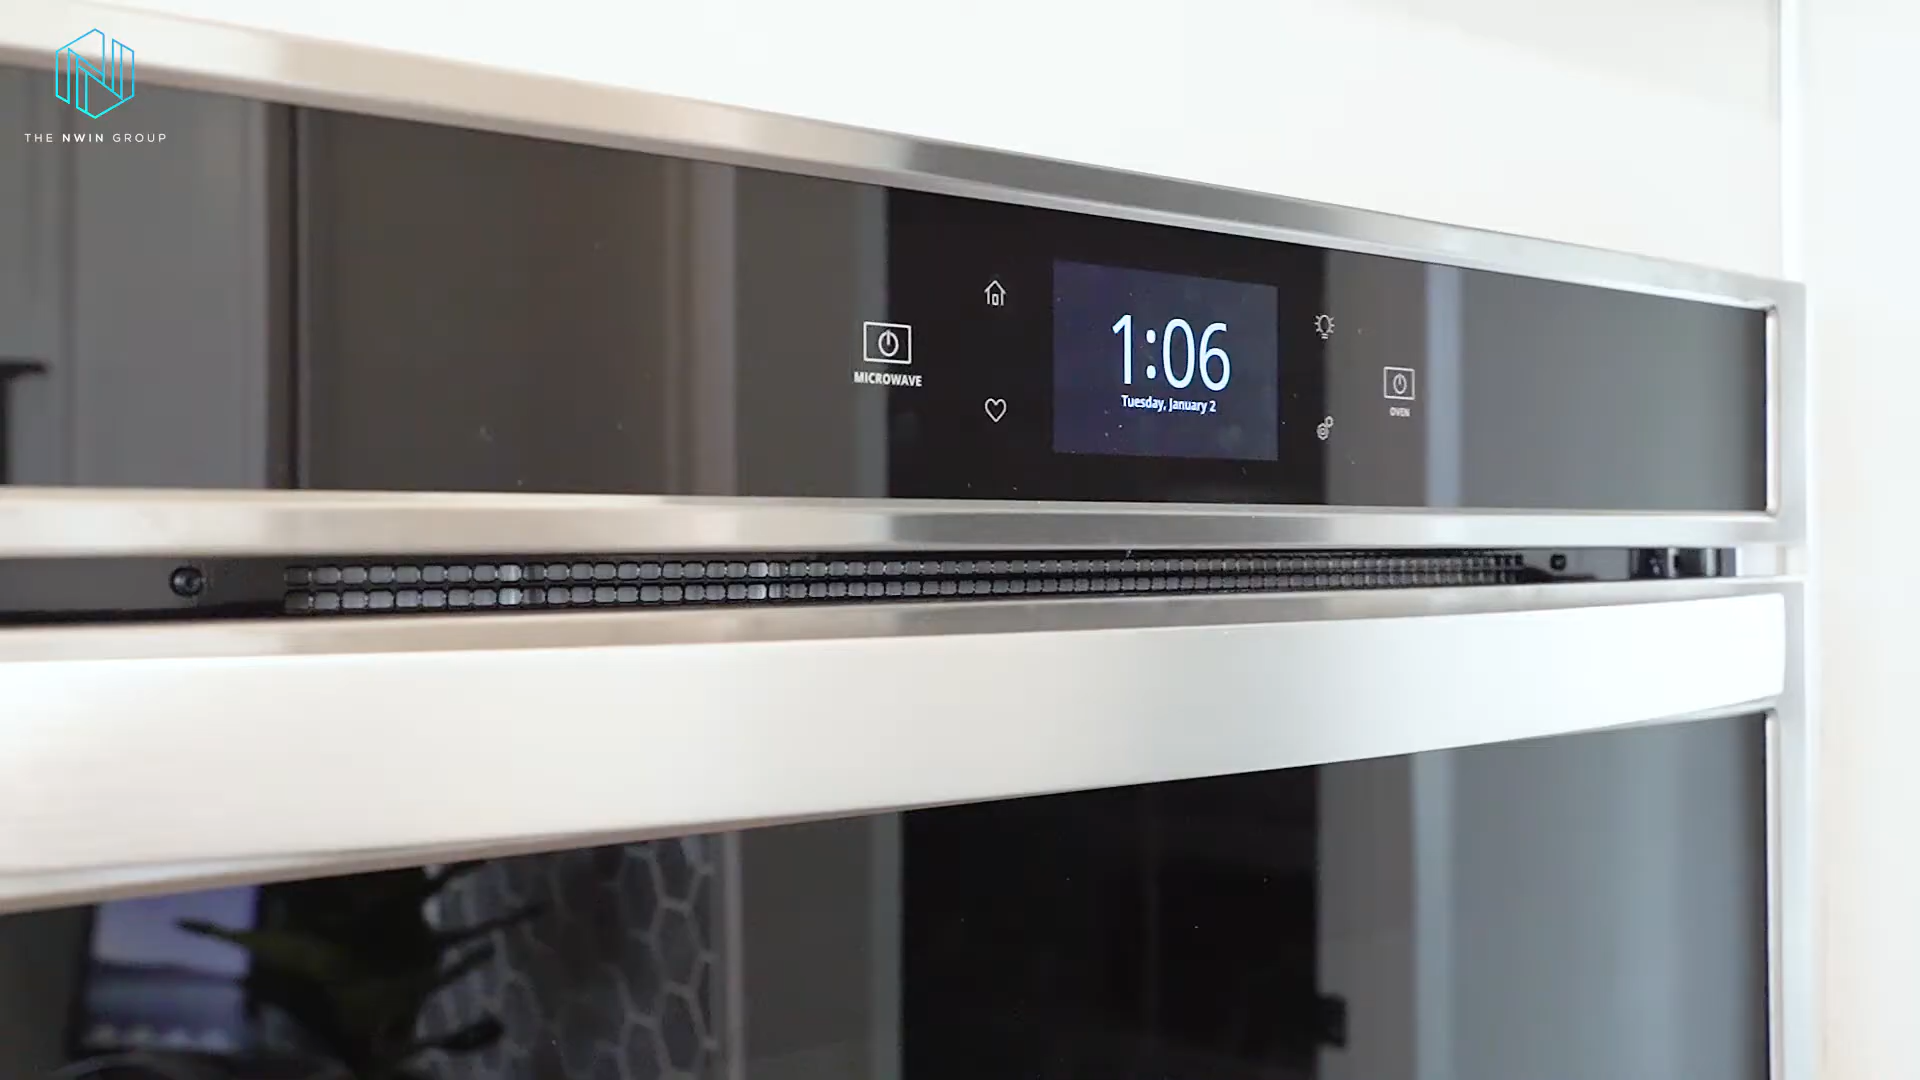 THE NWIN GROUP
MICROWAVE
1:06
Tuesday, January 2
OVEN